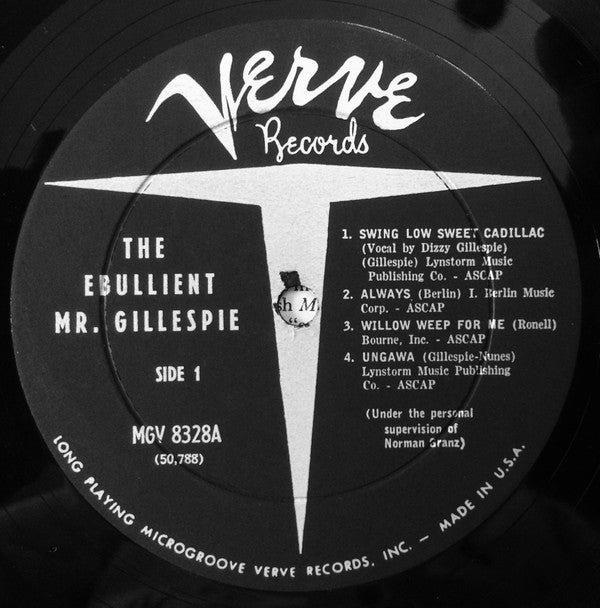 Verve
Records
THE
EBULLIENT
MR. GILLESPIE
SIDE 1
MGV 8328A
(50,788)
1. SWING LOW SWEET CADILLAC
(Vocal by Dizzy Gillespie)
(Gillespie) Lynstorm Music
Publishing Co. - ASCAP
2. ALWAYS (Berlin) I. Berlin Music
Corp. - ASCAP
3. WILLOW WEEP FOR ME (Ronell)
Bourne, Inc. - ASCAP
4. UNGAWA (Gillespie-Nunes)
Lynstorm Music Publishing
Co. - ASCAP
(Under the personal
supervision of
Norman Granz)
LONG PLAYING MICROGROOVE VERVE RECORDS, INC. — MADE IN U.S.A.